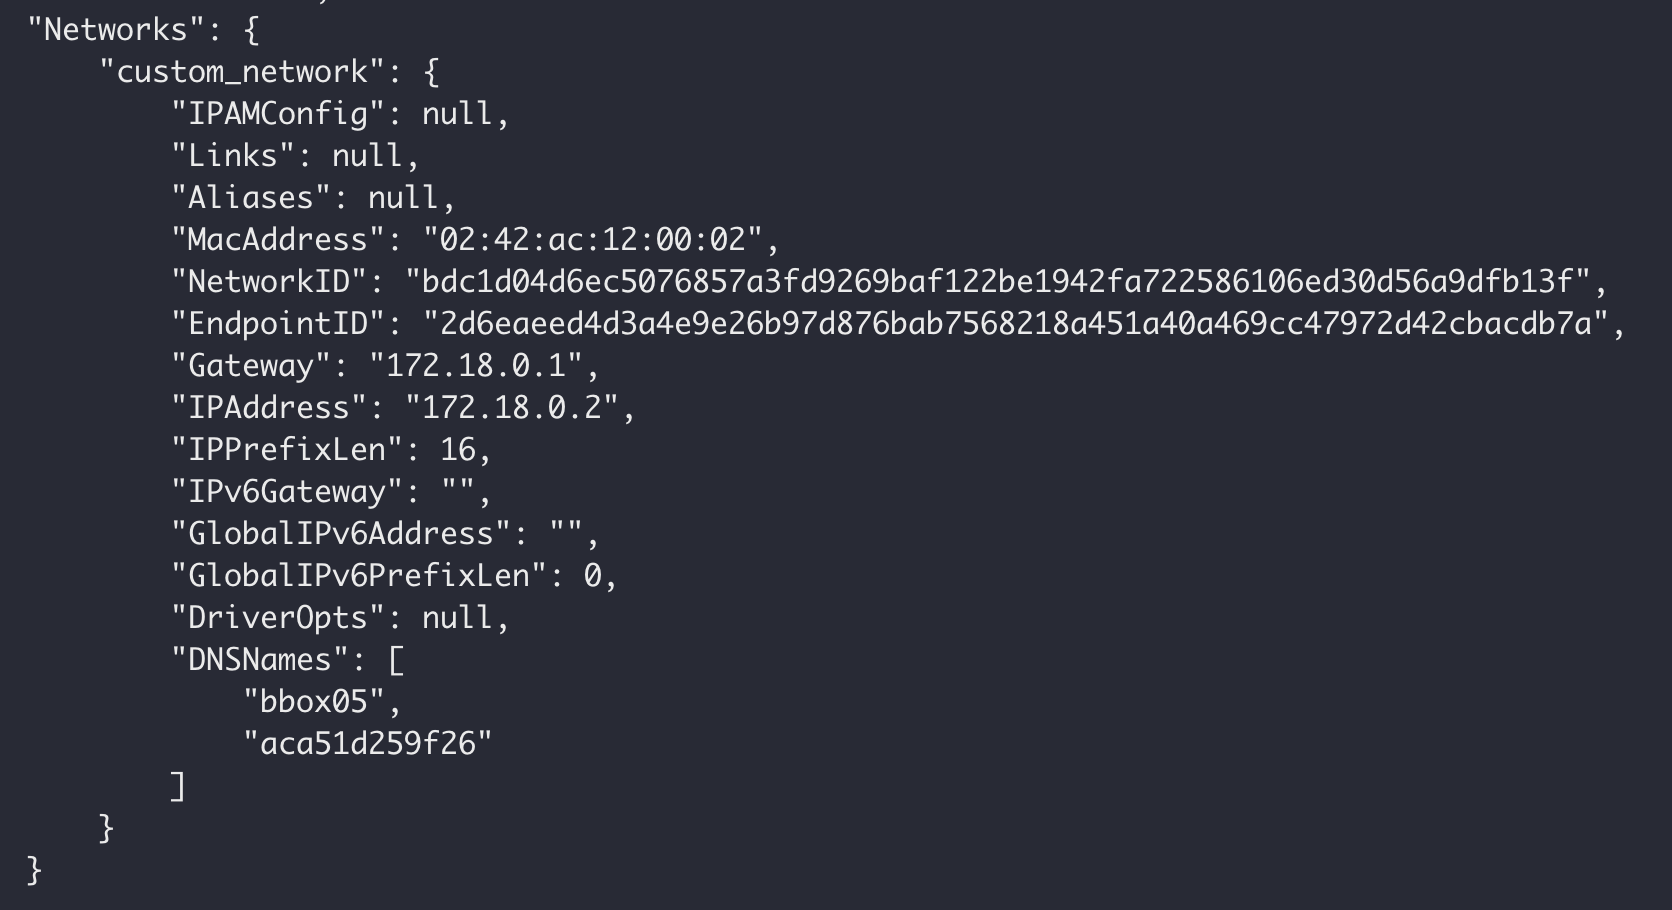 "Networks": {
"custom_network": {
"IPAMConfig": null,
"Links": null,
"Aliases": null,
"MacAddress": "02:42:ac:12:00:02",
"NetworkID": "bdc1d04d6ec5076857a3fd9269baf122be1942fa722586106ed30d56a9dfb13f",
"EndpointID": "2d6eaeed4d3a4e9e26b97d876bab7568218a451a40a469cc47972d42cbacdb7a",
"Gateway": "172.18.0.1",
"IPAddress": "172.18.0.2",
"IPPrefixLen": 16,
"IPv6Gateway": "",
"GlobalIPv6Address": "",
"GlobalIPv6PrefixLen": 0,
"DriverOpts": null,
"DNSNames": [
"bbox05",
"aca51d259f26"
]
}
}